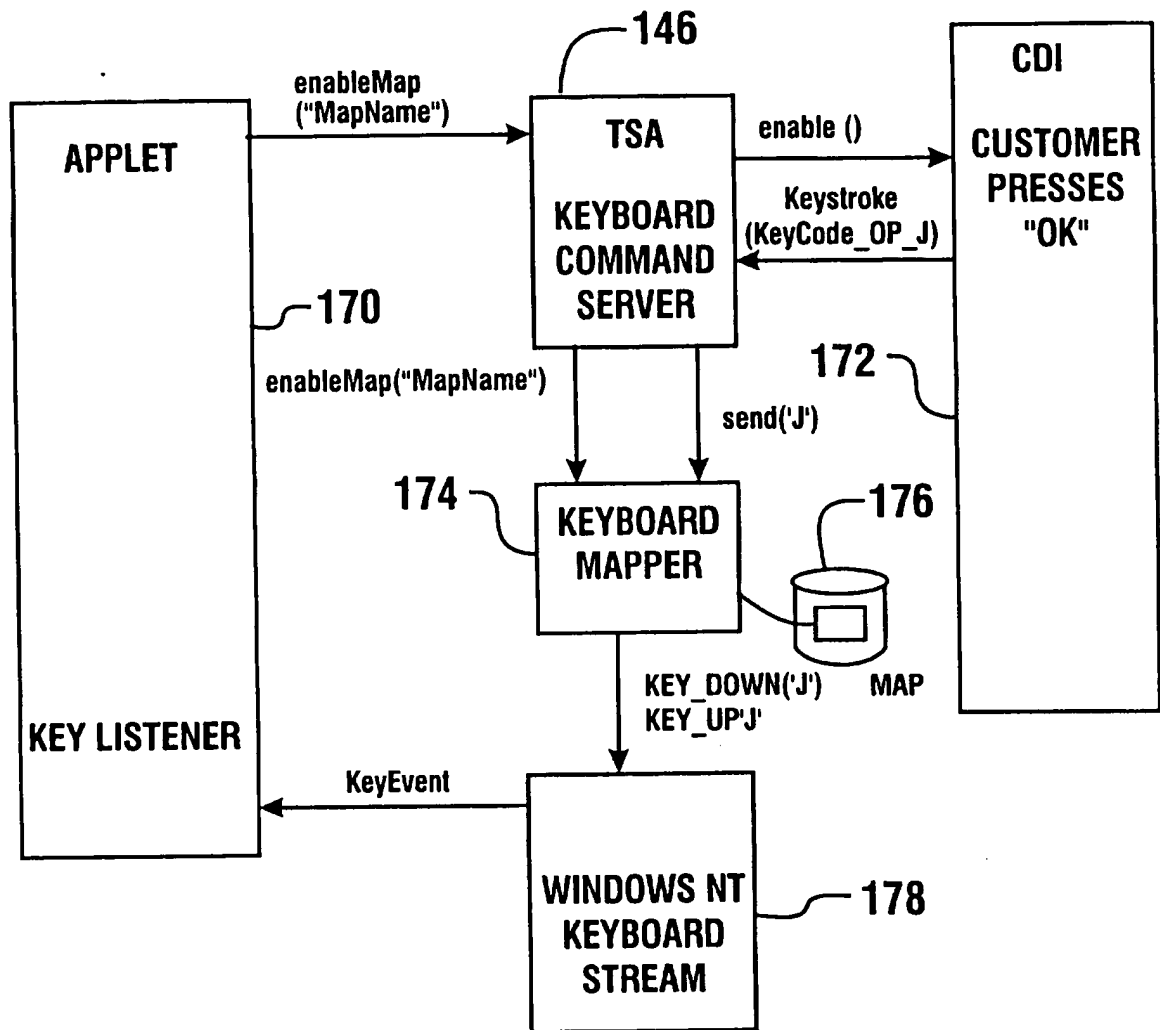 146
CDI
enableMap
("MapName")
APPLET
TSA
enable ()
CUSTOMER
PRESSES
"OK"
KEYBOARD
COMMAND
SERVER
Keystroke
(KeyCode_OP_J)
170
enableMap("MapName")
172
send('J')
174
KEYBOARD
MAPPER
176
KEY_DOWN('J')
KEY_UP'J'
MAP
KEY LISTENER
KeyEvent
WINDOWS NT
KEYBOARD
STREAM
178